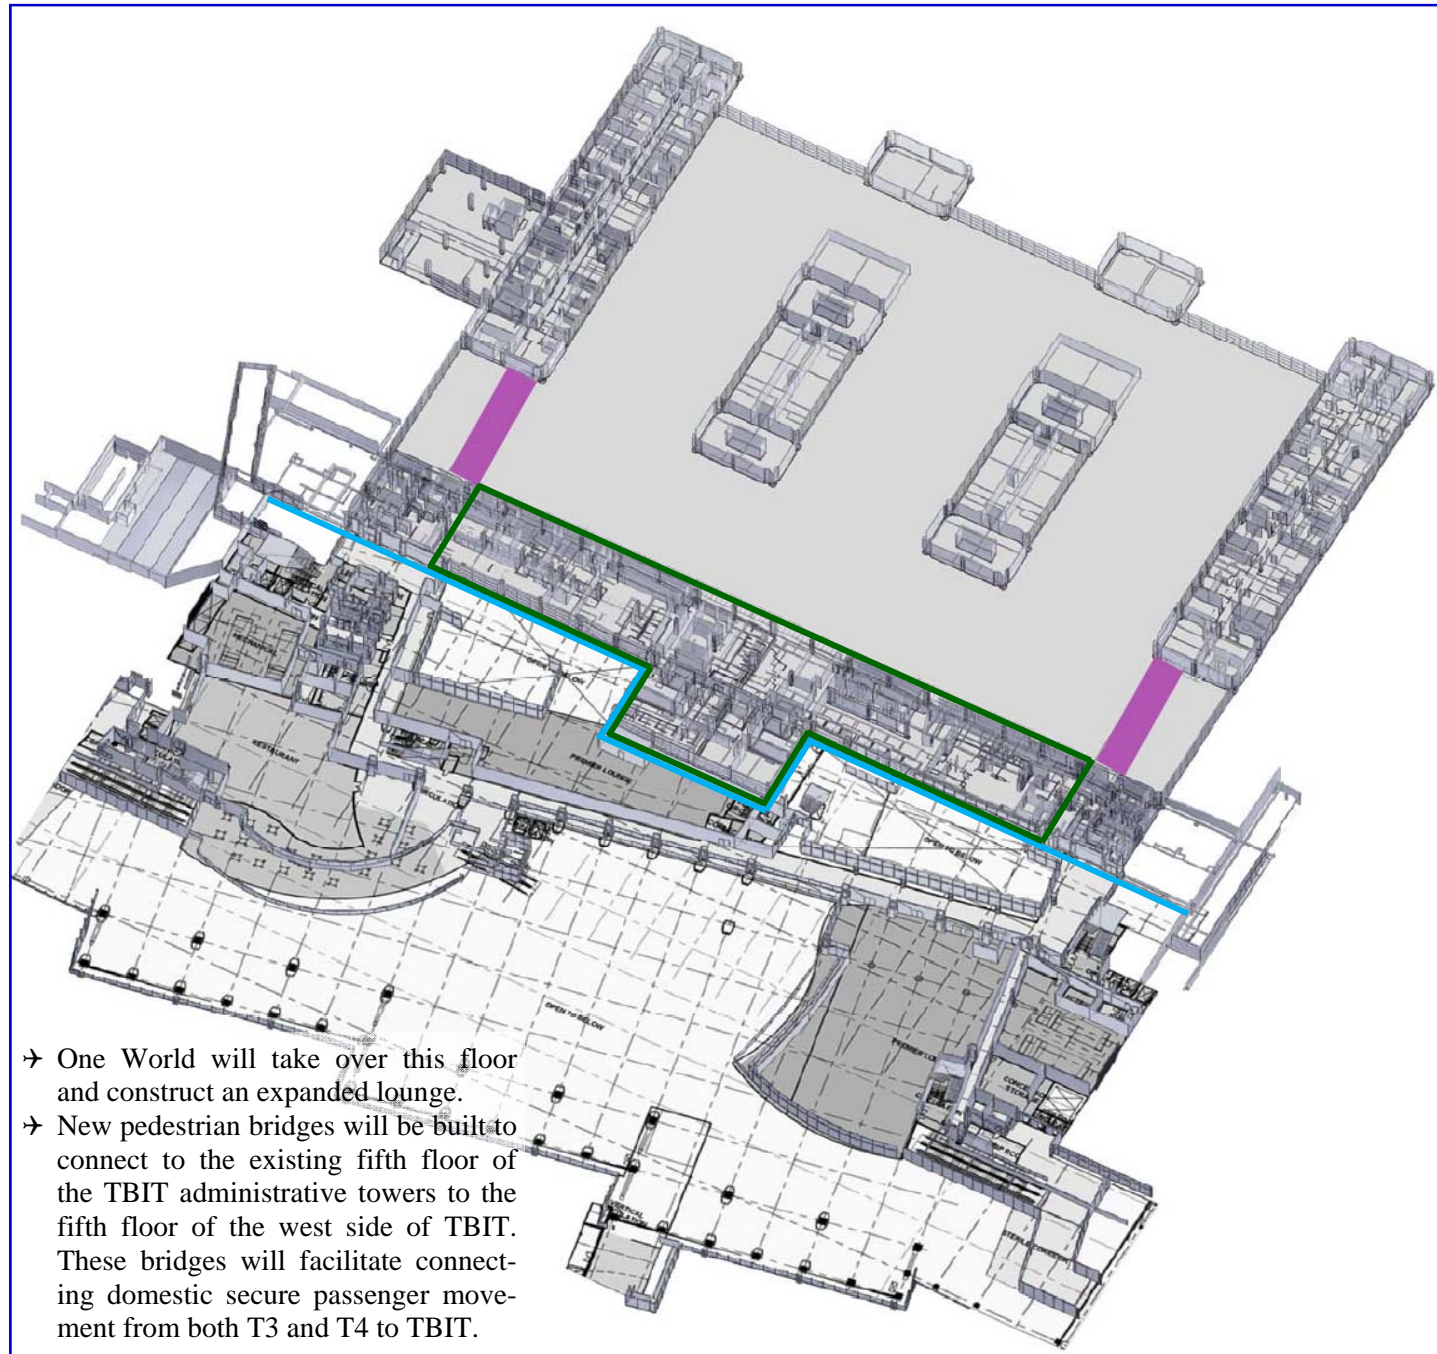 MECHANICAL
OPEN TO BELOW
RESTAURANT
PREMIER LOUNGE
OPEN TO BELOW
OPEN TO BELOW
✈ One World will take over this floor
and construct an expanded lounge.
✈ New pedestrian bridges will be built to
connect to the existing fifth floor of
the TBIT administrative towers to the
fifth floor of the west side of TBIT.
These bridges will facilitate connect-
ing domestic secure passenger move-
ment from both T3 and T4 to TBIT.